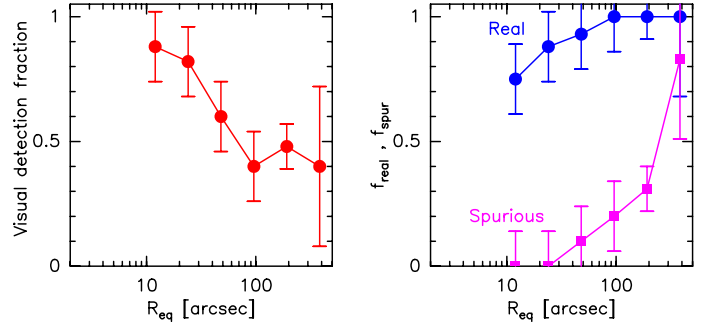 Visual detection fraction
1
0.5
0
10
100
R_eq [arcsec]
f_real , f_spur
1
0.5
0
Real
Spurious
10
100
R_eq [arcsec]